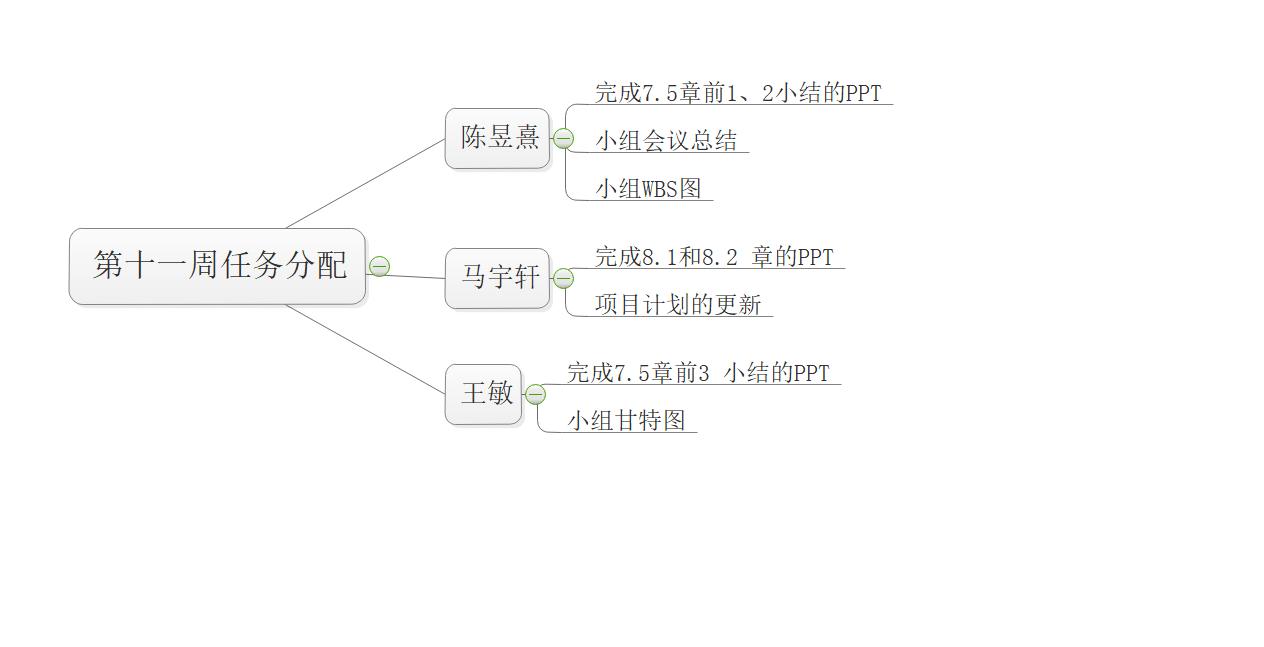 第十一周任务分配
陈昱熹
完成7.5章前1、2小结的PPT
小组会议总结
小组WBS图
马宇轩
完成8.1和8.2 章的PPT
项目计划的更新
王敏
完成7.5章前3 小结的PPT
小组甘特图